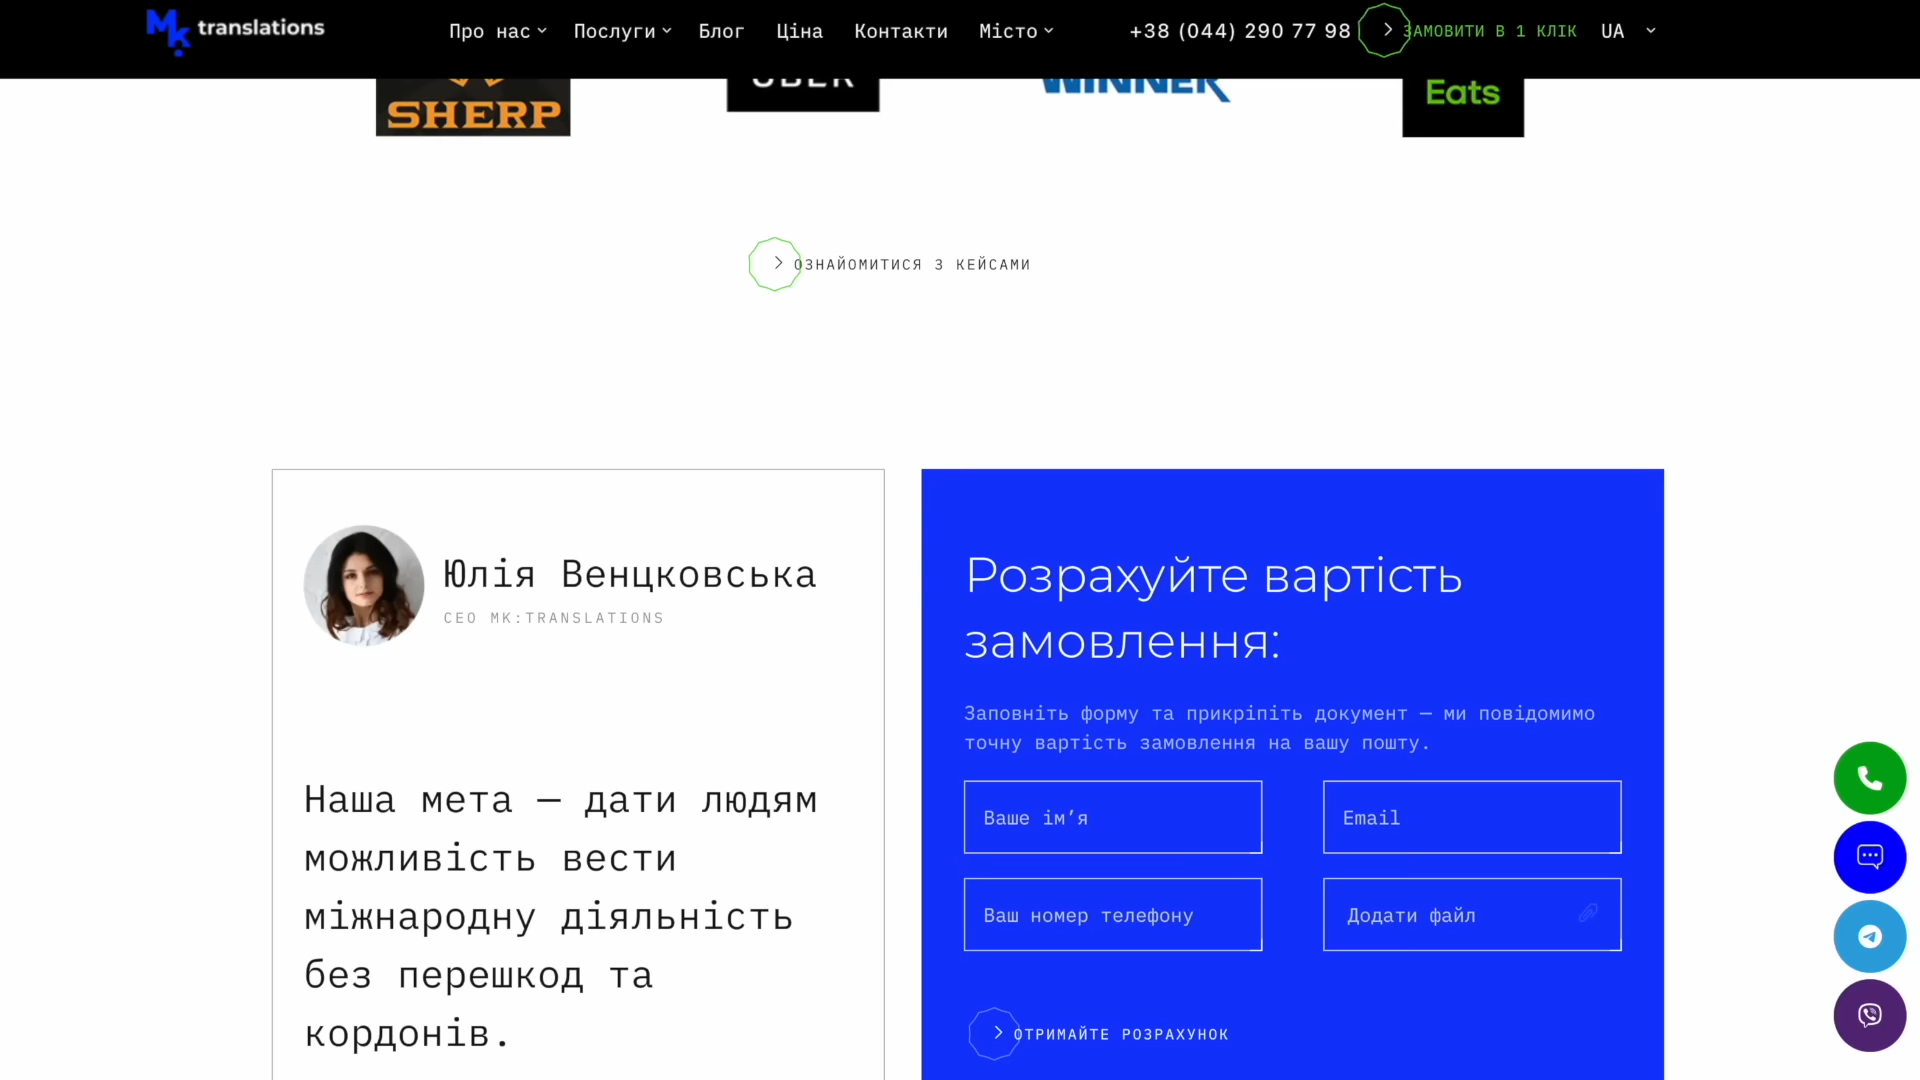 Mk: translations
Про нас
Послуги
Блог
Ціна
Контакти
Місто
+38 (044) 290 77 98
ЗАМОВИТИ В 1 КЛІК
UA
SHERP
UBER
WINNER
Eats
ОЗНАЙОМИТИСЯ З КЕЙСАМИ
Юлія Венцковська
CEO MK:TRANSLATIONS
Наша мета — дати людям
можливість вести
міжнародну діяльність
без перешкод та
кордонів.
Розрахуйте вартість
замовлення:
Заповніть форму та прикріпіть документ — ми повідомимо
точну вартість замовлення на вашу пошту.
Ваше ім’я
Email
Ваш номер телефону
Додати файл
ОТРИМАЙТЕ РОЗРАХУНОК